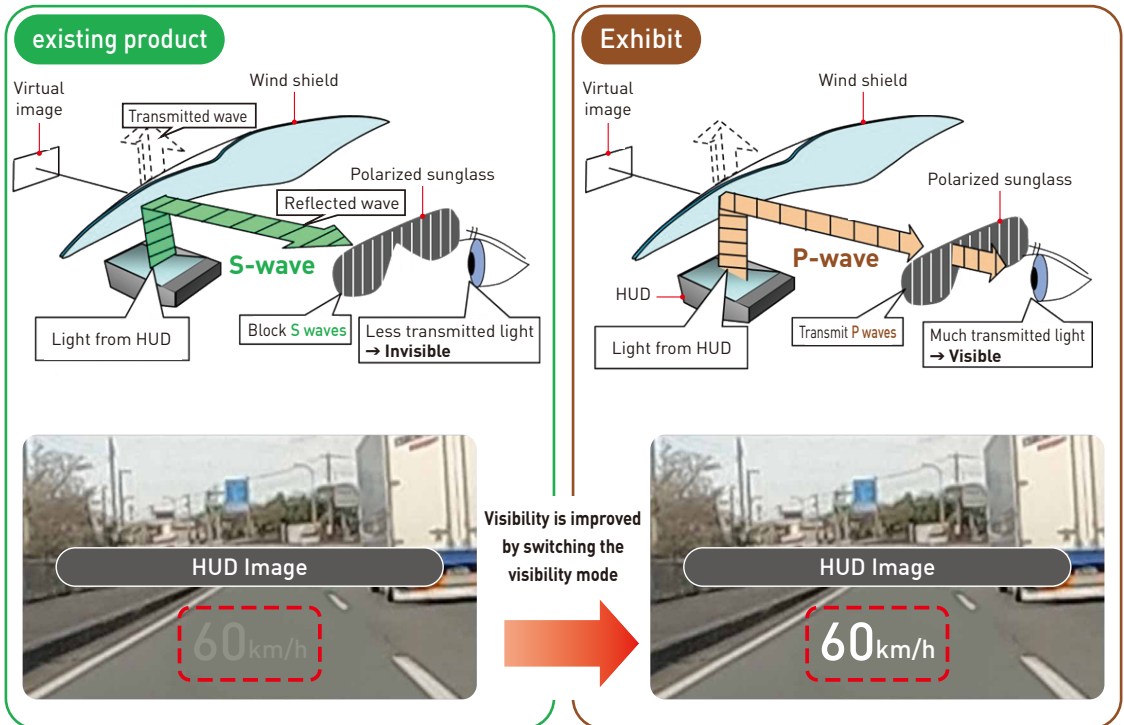 existing product
Virtual
image
Transmitted wave
Wind shield
Polarized sunglass
Reflected wave
S-wave
Light from HUD
Block S waves
Less transmitted light
→ Invisible
HUD Image
60km/h
Visibility is improved
by switching the
visibility mode
Exhibit
Virtual
image
Wind shield
Polarized sunglass
P-wave
HUD
Light from HUD
Transmit P waves
Much transmitted light
→ Visible
HUD Image
60km/h